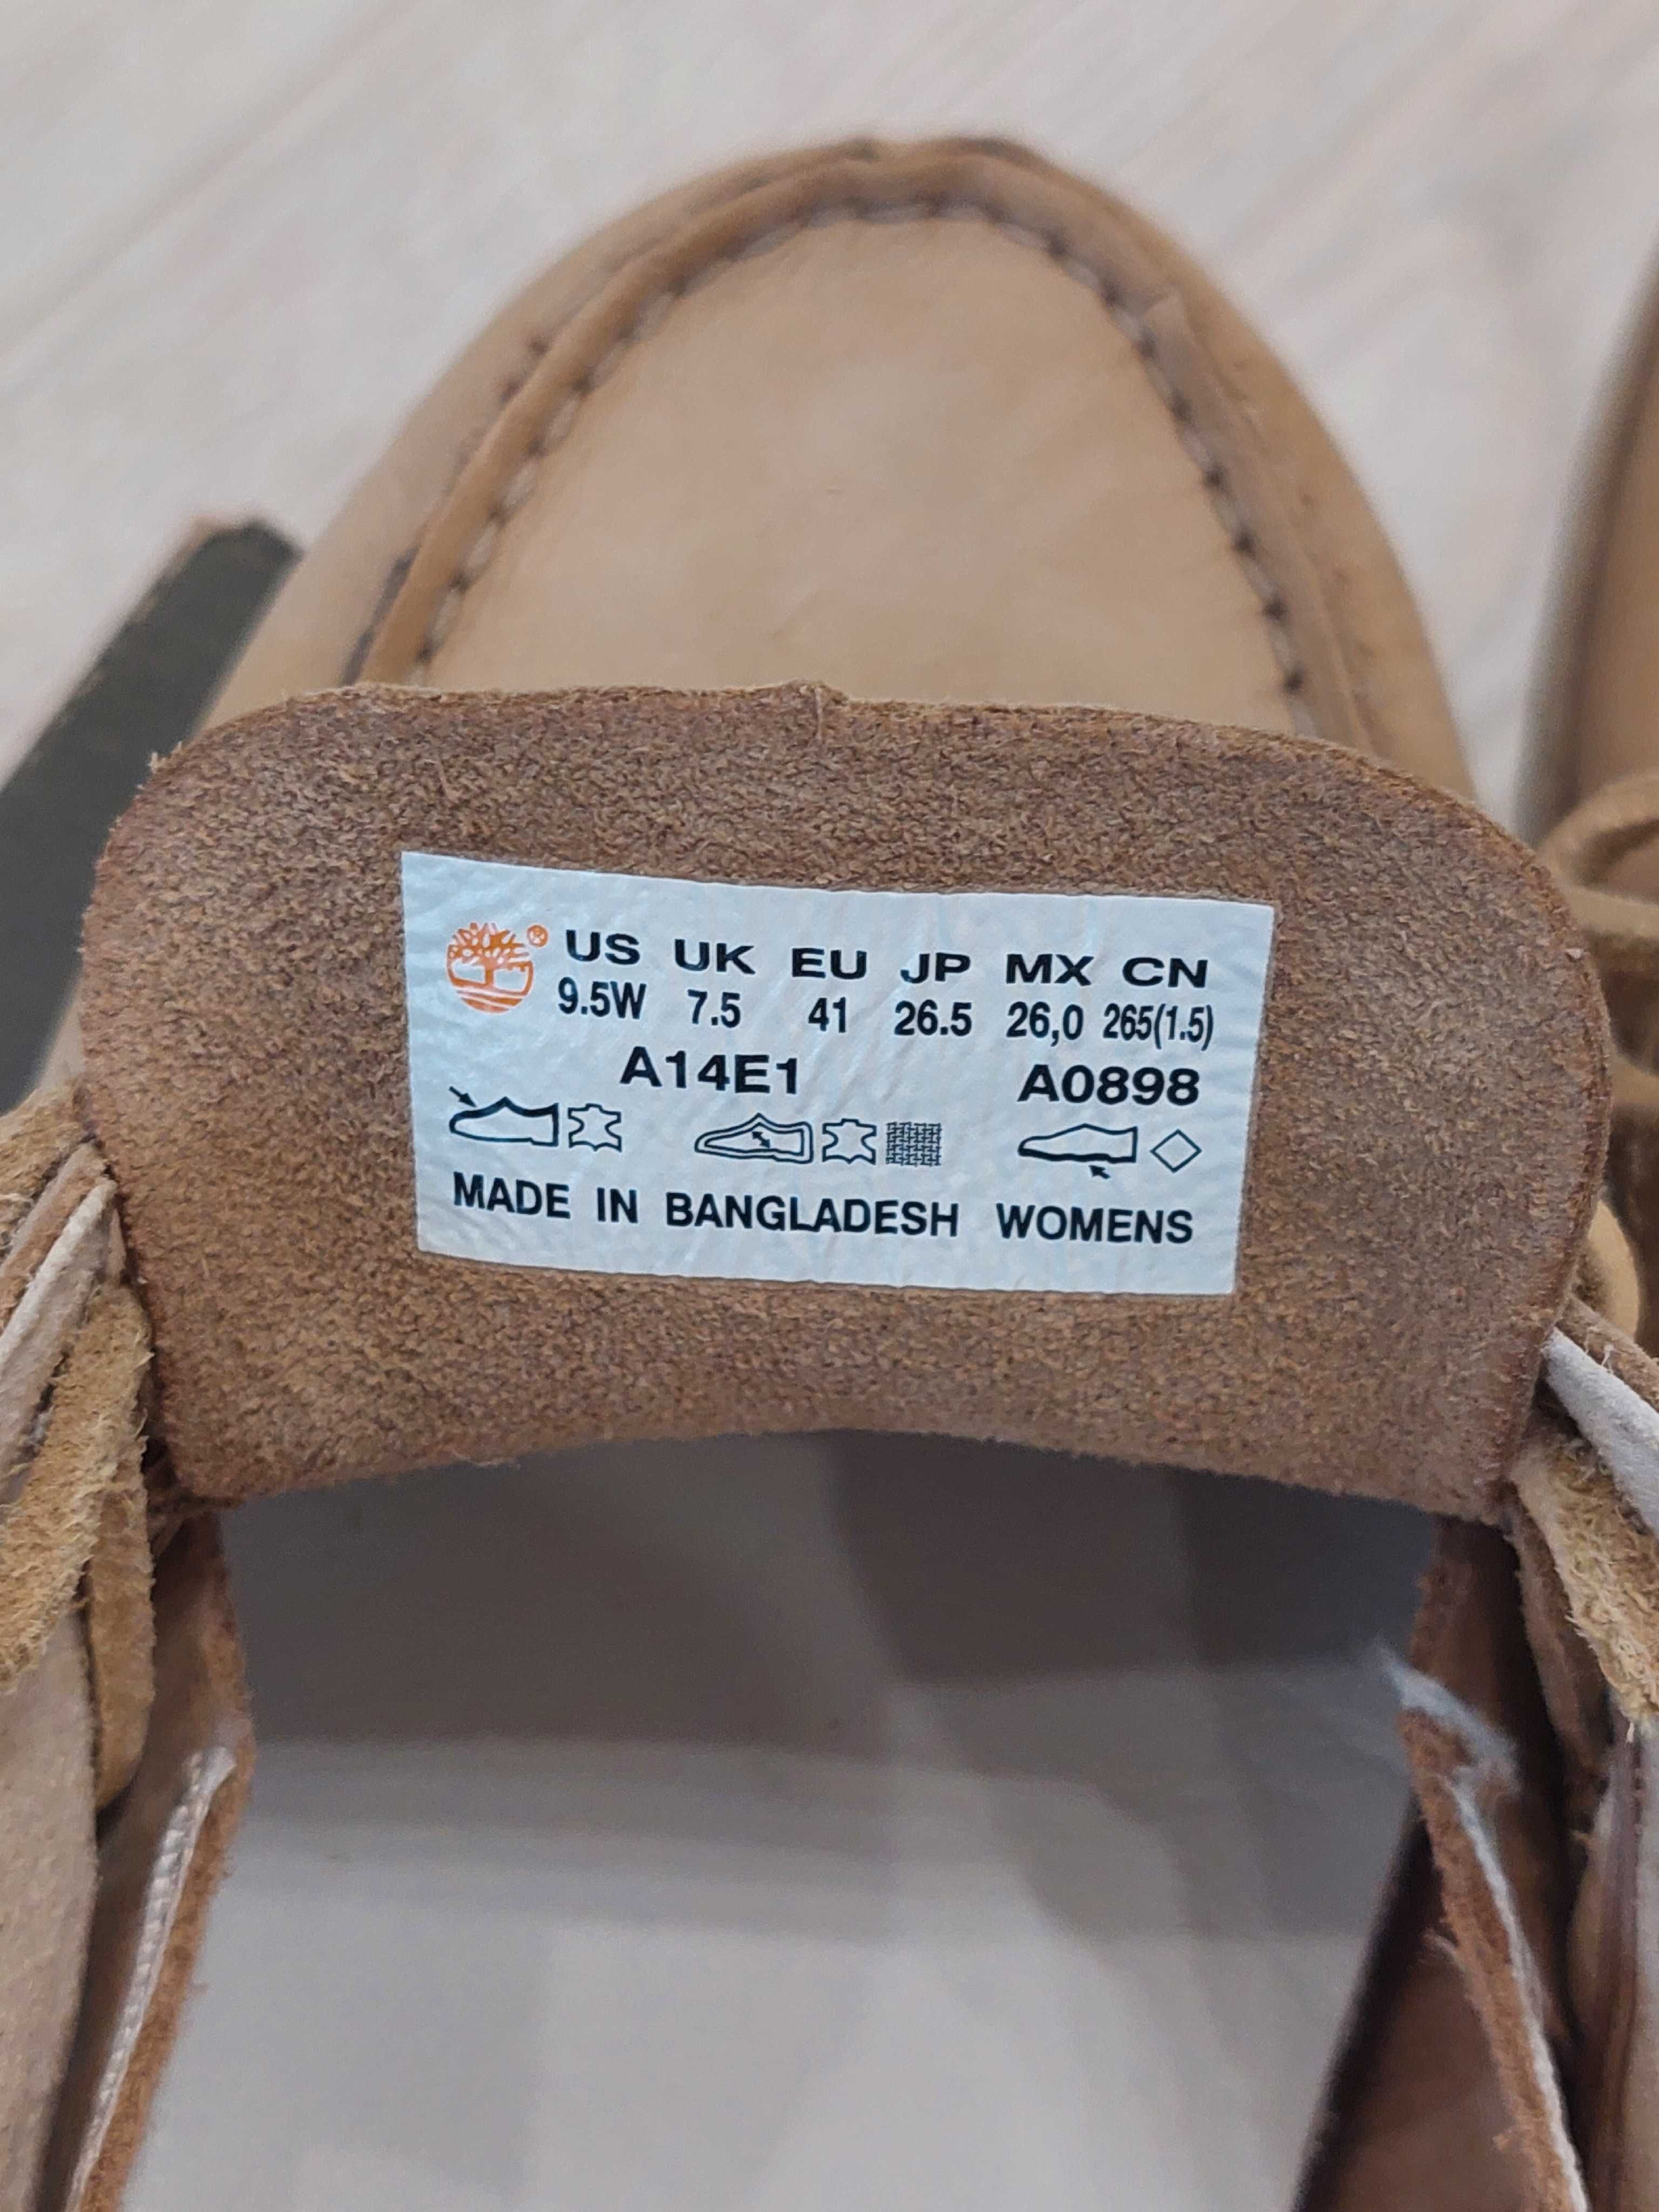 ® US UK EU JP MX CN
9.5W 7.5 41 26.5 26,0 265(1.5)
A14E1 A0898
MADE IN BANGLADESH WOMENS